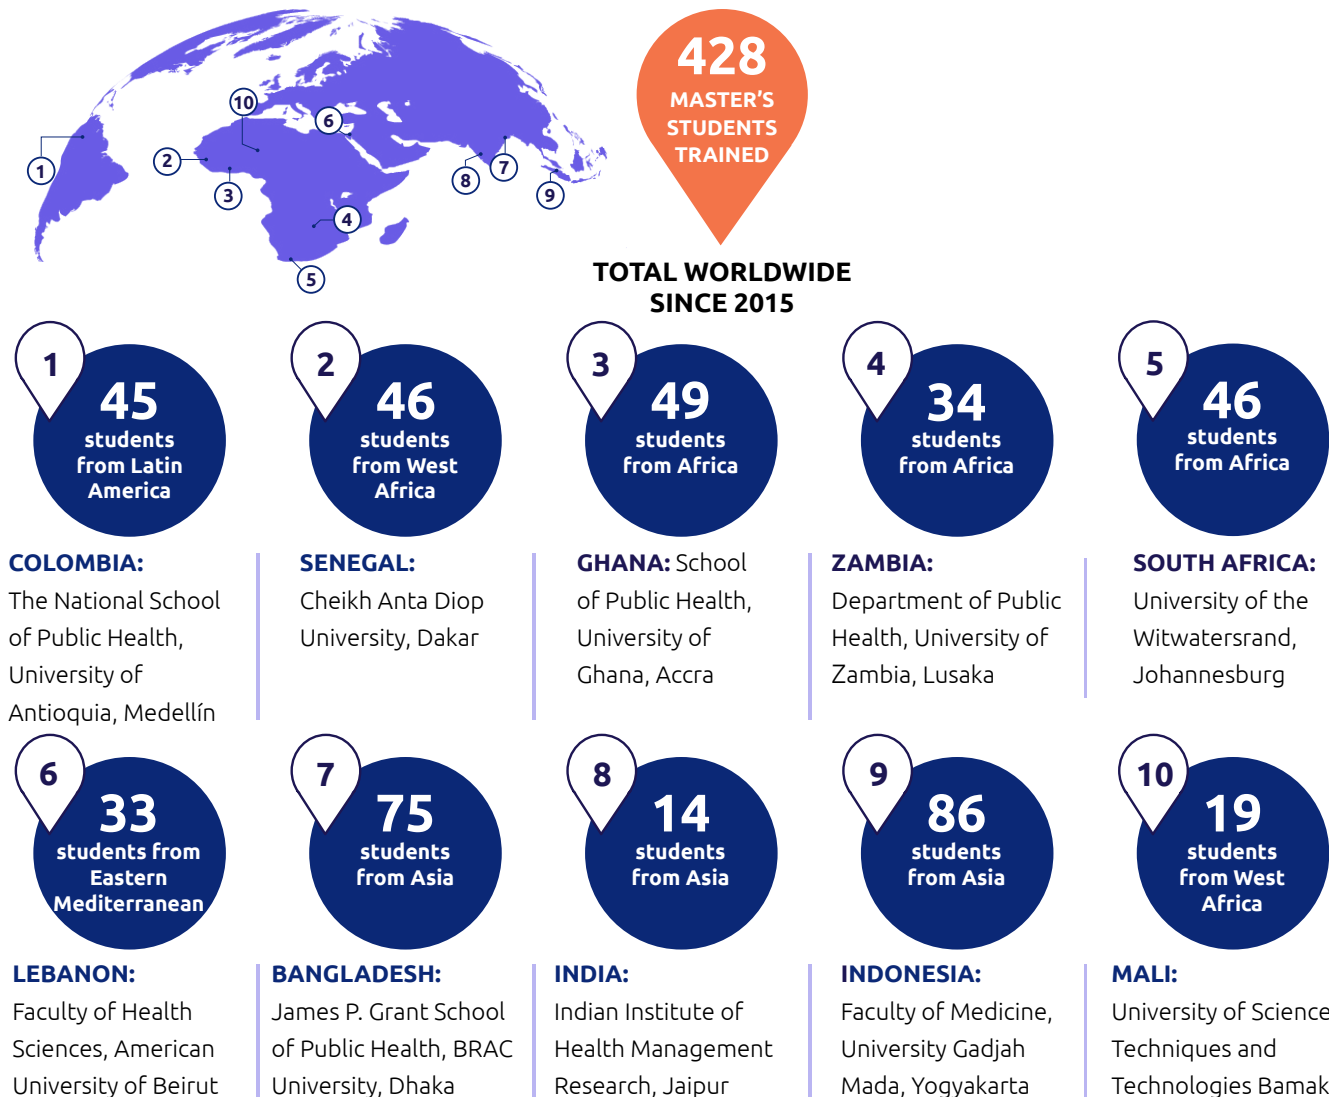 10
6
1
2
3
4
5
8
7
9
428
MASTER'S
STUDENTS
TRAINED
TOTAL WORLDWIDE
SINCE 2015
1
45
students
from Latin
America
2
46
students
from West
Africa
3
49
students
from Africa
4
34
students
from Africa
5
46
students
from Africa
COLOMBIA:
The National School
of Public Health,
University of
Antioquia, Medellín
SENEGAL:
Cheikh Anta Diop
University, Dakar
GHANA: School
of Public Health,
University of
Ghana, Accra
ZAMBIA:
Department of Public
Health, University of
Zambia, Lusaka
SOUTH AFRICA:
University of the
Witwatersrand,
Johannesburg
6
33
students from
Eastern
Mediterranean
7
75
students
from Asia
8
14
students
from Asia
9
86
students
from Asia
10
19
students
from West
Africa
LEBANON:
Faculty of Health
Sciences, American
University of Beirut
BANGLADESH:
James P. Grant School
of Public Health, BRAC
University, Dhaka
INDIA:
Indian Institute of
Health Management
Research, Jaipur
INDONESIA:
Faculty of Medicine,
University Gadjah
Mada, Yogyakarta
MALI:
University of Science
Techniques and
Technologies Bamak